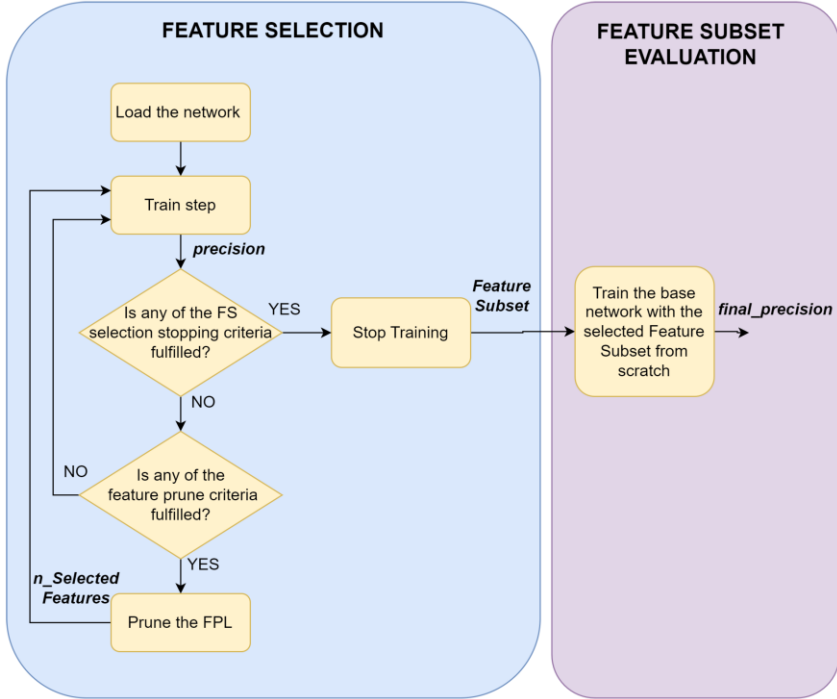 FEATURE SELECTION
FEATURE SUBSET
EVALUATION
Load the network
Train step
precision
Is any of the FS
selection stopping criteria
fulfilled?
YES
Stop Training
Feature
Subset
Train the base
network with the
selected Feature
Subset from
scratch
final_precision
NO
Is any of the
feature prune criteria
fulfilled?
NO
YES
n_Selected
Features
Prune the FPL